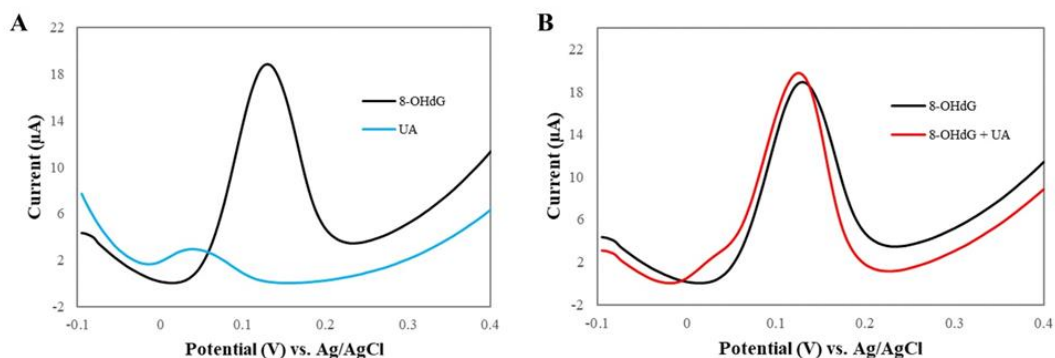 A
22
18
14
10
6
2
-2
Current (µA)
8-OHdG
UA
-0.1
0
0.1
0.2
0.3
0.4
Potential (V) vs. Ag/AgCl
B
22
18
14
10
6
2
-2
Current (µA)
8-OHdG
8-OHdG + UA
-0.1
0
0.1
0.2
0.3
0.4
Potential (V) vs. Ag/AgCl